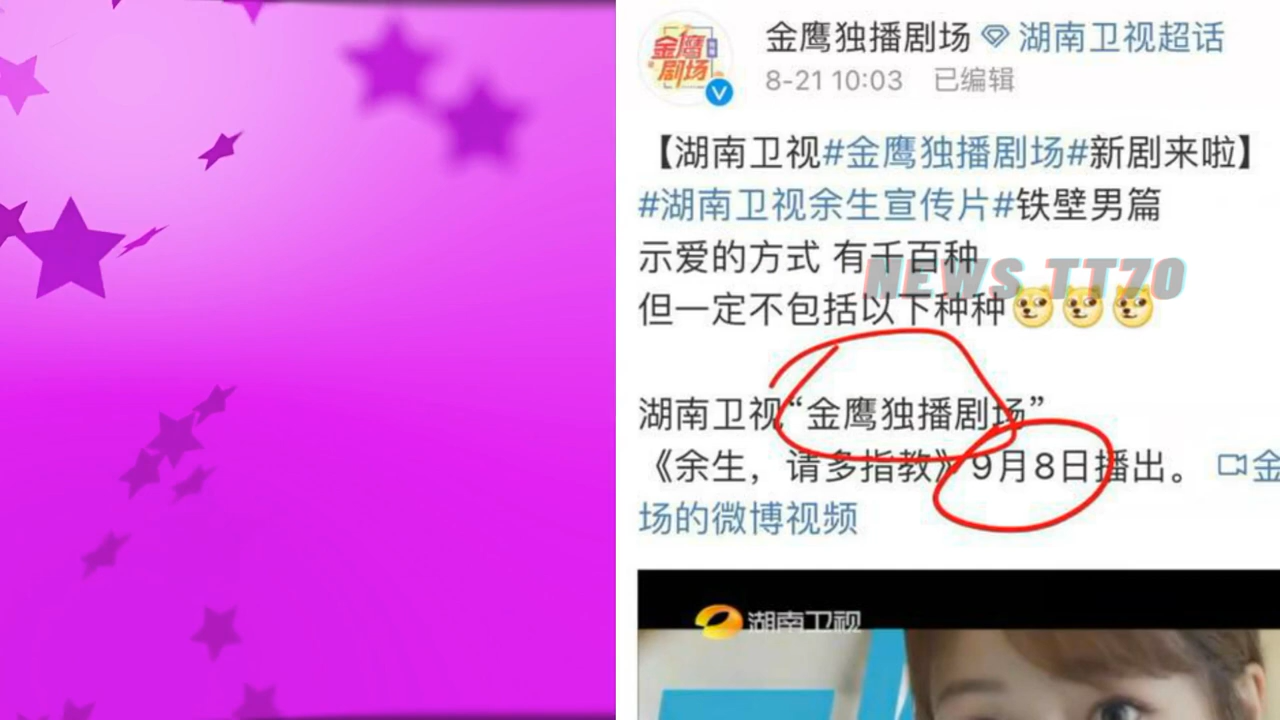 金鹰独播剧场 湖南卫视超话
金鹰
剧场
8-21 10:03 已编辑
【湖南卫视#金鹰独播剧场#新剧来啦】
#湖南卫视余生宣传片#铁壁男篇
示爱的方式 有千百种
NEWS TT70
但一定不包括以下种种
湖南卫视“金鹰独播剧场”
《余生，请多指教》9月8日播出。 金
场的微博视频
湖南卫视